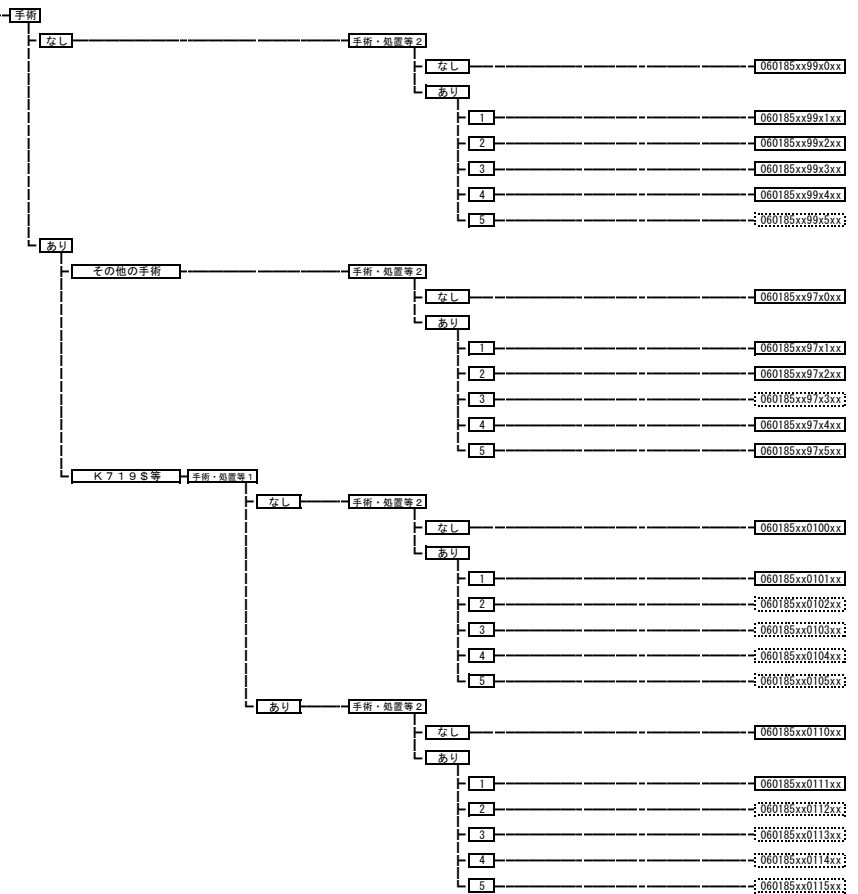 手術
なし
手術・処置等2
なし
060185xx99x0xx
あり
1
060185xx99x1xx
2
060185xx99x2xx
3
060185xx99x3xx
4
060185xx99x4xx
5
060185xx99x5xx
あり
その他の手術
手術・処置等2
なし
060185xx97x0xx
あり
1
060185xx97x1xx
2
060185xx97x2xx
3
060185xx97x3xx
4
060185xx97x4xx
5
060185xx97x5xx
K719$等
手術・処置等1
なし
手術・処置等2
なし
060185xx0100xx
あり
1
060185xx0101xx
2
060185xx0102xx
3
060185xx0103xx
4
060185xx0104xx
5
060185xx0105xx
あり
手術・処置等2
なし
060185xx0110xx
あり
1
060185xx0111xx
2
060185xx0112xx
3
060185xx0113xx
4
060185xx0114xx
5
060185xx0115xx